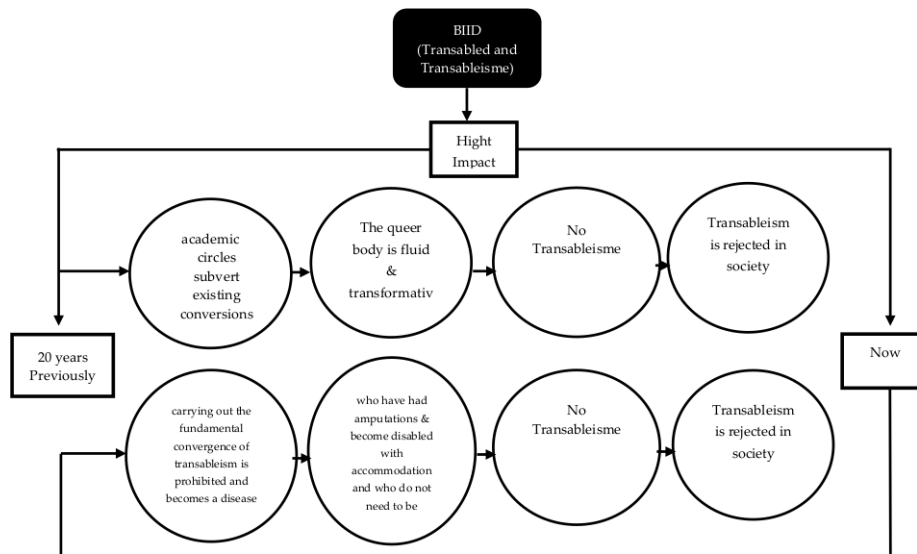 BIID
(Transabled and
Transableisme)
Hight
Impact
academic
circles
subvert
existing
conversions
The queer
body is fluid
&
transformativ
No
Transableisme
Transableism
is rejected in
society
20 years
Previously
Now
carrying out the
fundamental
convergence of
transableism is
prohibited and
becomes a disease
who have had
amputations &
become disabled
with
accommodation
and who do not
need to be
No
Transableisme
Transableism
is rejected in
society